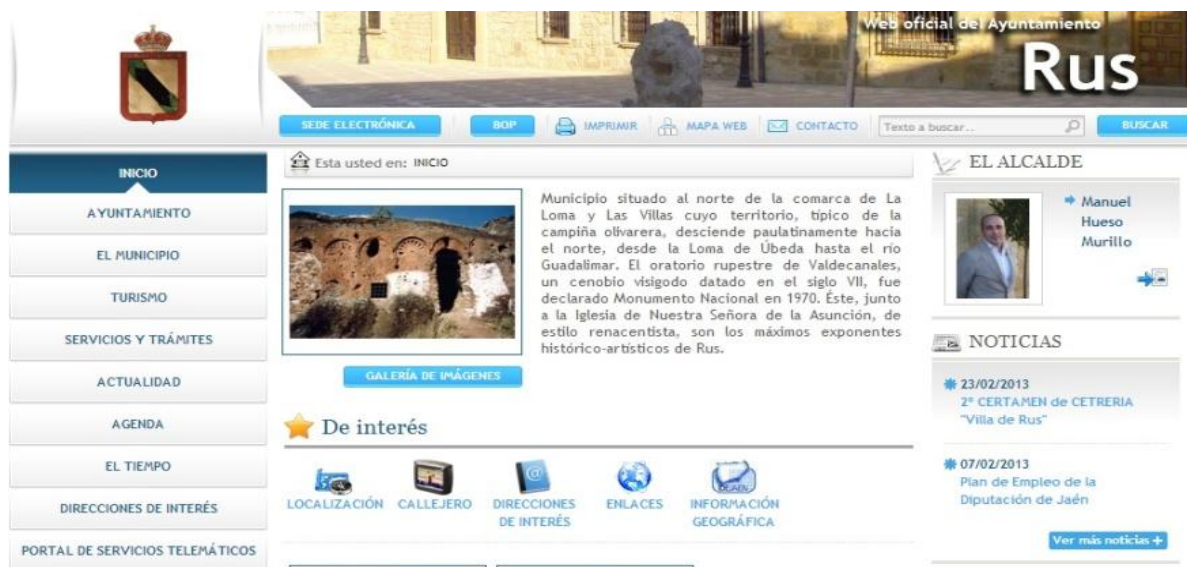 Web oficial del Ayuntamiento
Rus
SEDE ELECTRÓNICA
BOP
IMPRIMIR
MAPA WEB
CONTACTO
Texto a buscar...
BUSCAR
INICIO
AYUNTAMIENTO
EL MUNICIPIO
TURISMO
SERVICIOS Y TRÁMITES
ACTUALIDAD
AGENDA
EL TIEMPO
DIRECCIONES DE INTERÉS
PORTAL DE SERVICIOS TELEMÁTICOS
Esta usted en: INICIO
Municipio situado al norte de la comarca de La
Loma y Las Villas cuyo territorio, típico de la
campiña olivarera, desciende paulatinamente hacia
el norte, desde la Loma de Úbeda hasta el río
Guadalimar. El oratorio rupestre de Valdecanales,
un cenobio visigodo datado en el siglo VII, fue
declarado Monumento Nacional en 1970. Éste, junto
a la Iglesia de Nuestra Señora de la Asunción, de
estilo renacentista, son los máximos exponentes
histórico-artísticos de Rus.
GALERÍA DE IMÁGENES
De interés
LOCALIZACIÓN
CALLEJERO
DIRECCIONES
DE INTERÉS
ENLACES
INFORMACIÓN
GEOGRÁFICA
EL ALCALDE
Manuel
Hueso
Murillo
NOTICIAS
23/02/2013
2º CERTAMEN de CETRERIA
"Villa de Rus"
07/02/2013
Plan de Empleo de la
Diputación de Jaén
Ver más noticias +